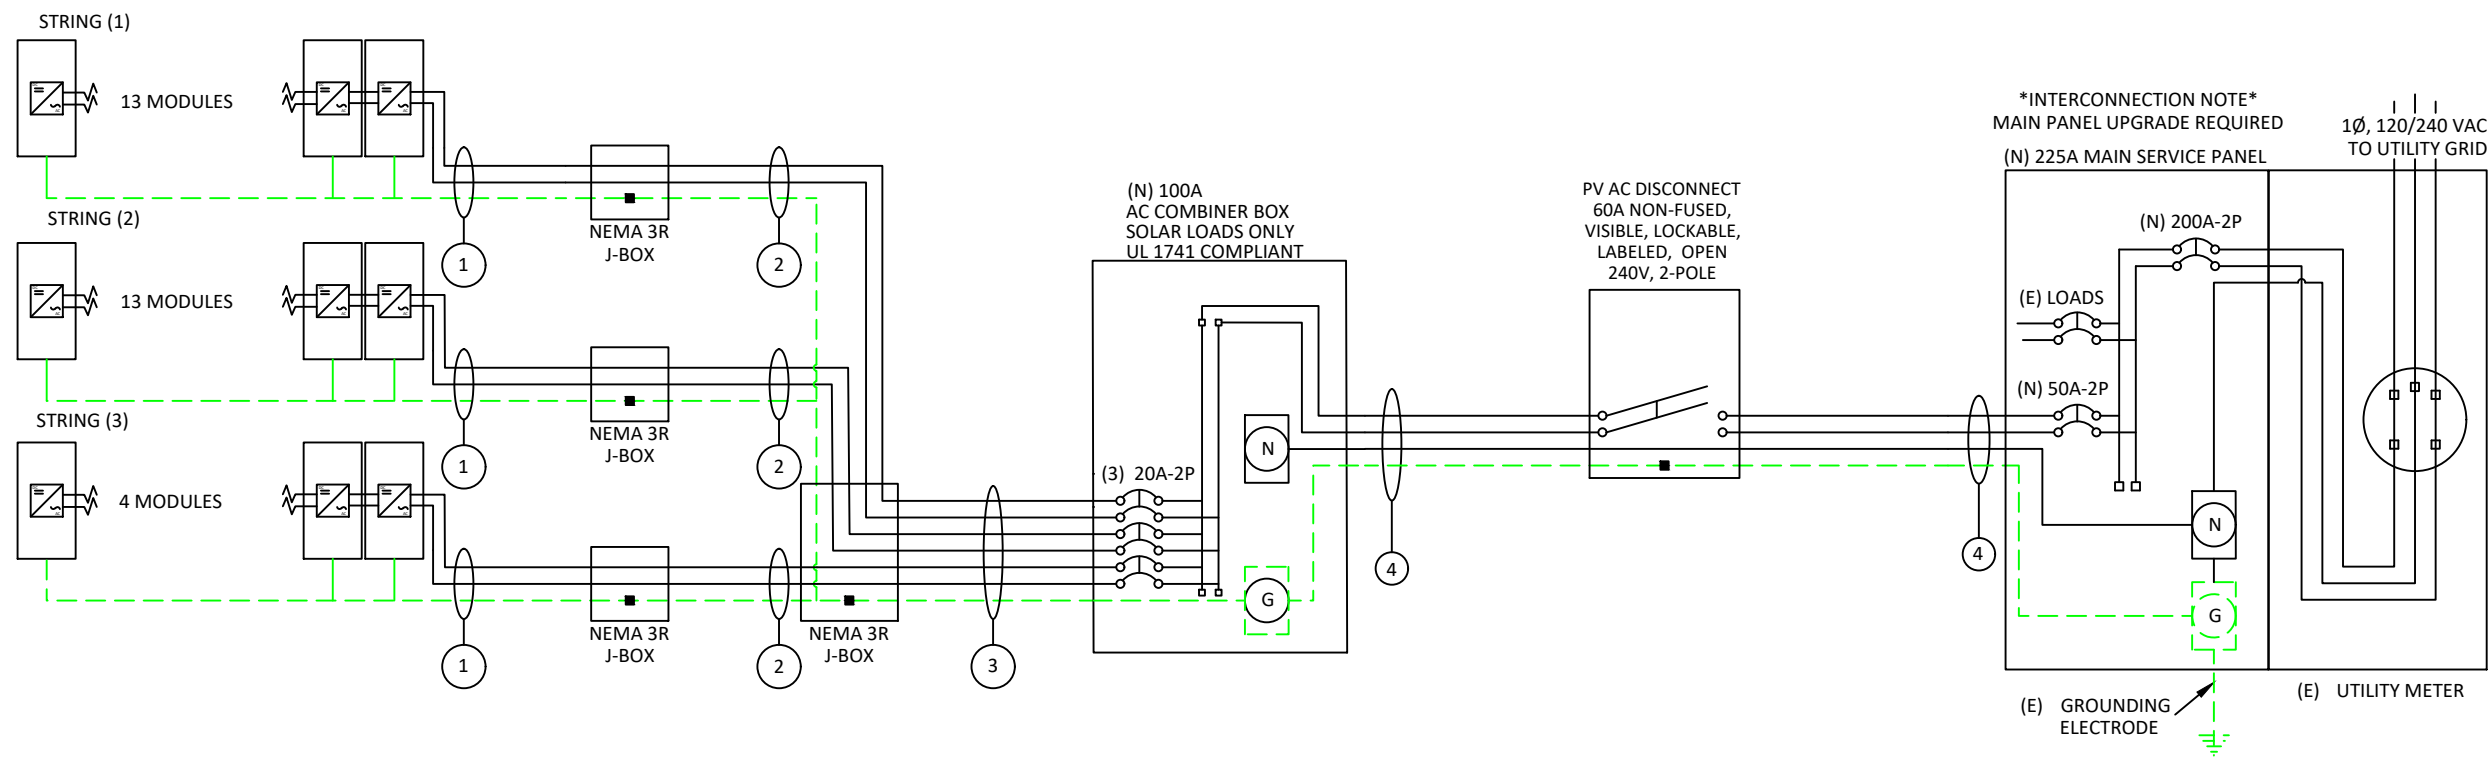 STRING (1)
13 MODULES
1
NEMA 3R
J-BOX
2
STRING (2)
13 MODULES
1
NEMA 3R
J-BOX
2
STRING (3)
4 MODULES
1
NEMA 3R
J-BOX
2
NEMA 3R
J-BOX
3
(N) 100A
AC COMBINER BOX
SOLAR LOADS ONLY
UL 1741 COMPLIANT
(3) 20A-2P
N
G
4
PV AC DISCONNECT
60A NON-FUSED,
VISIBLE, LOCKABLE,
LABELED, OPEN
240V, 2-POLE
4
*INTERCONNECTION NOTE*
MAIN PANEL UPGRADE REQUIRED
(N) 225A MAIN SERVICE PANEL
(N) 200A-2P
(E) LOADS
(N) 50A-2P
N
G
(E) GROUNDING
ELECTRODE
1Ø, 120/240 VAC
TO UTILITY GRID
(E) UTILITY METER